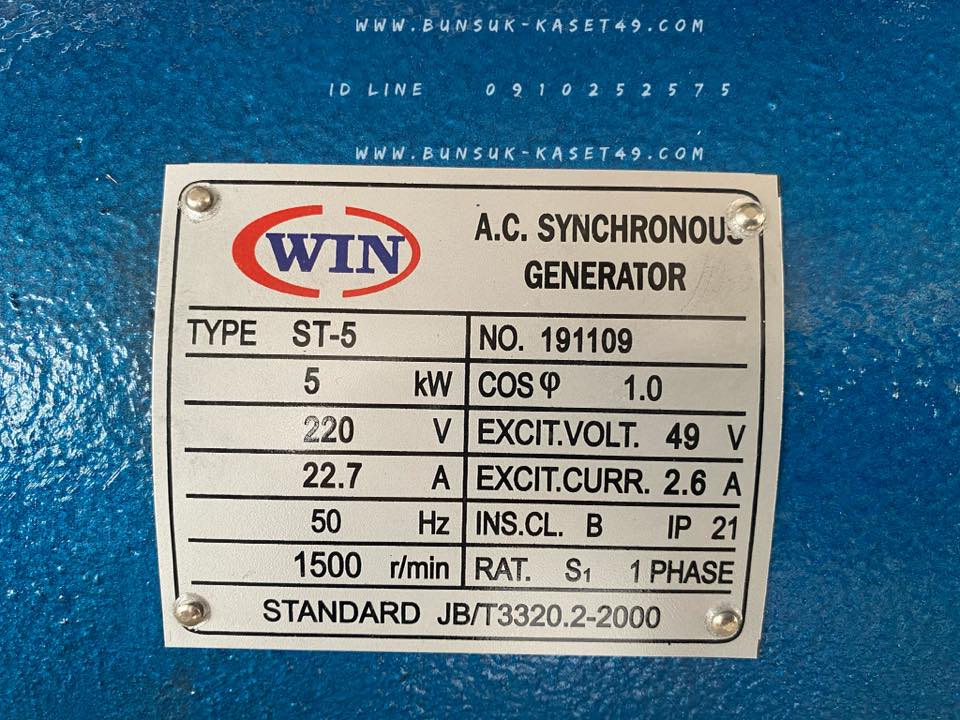 WWW.BUNSUK-KASET49.COM
ID LINE 0910252575
WWW.BUNSUK-KASET49.COM
WIN
A.C. SYNCHRONOUS
GENERATOR
TYPE ST-5
NO. 191109
5 kW
COS φ 1.0
220 V
EXCIT.VOLT. 49 V
22.7 A
EXCIT.CURR. 2.6 A
50 Hz
INS.CL. B IP 21
1500 r/min
RAT. S1 1 PHASE
STANDARD JB/T3320.2-2000